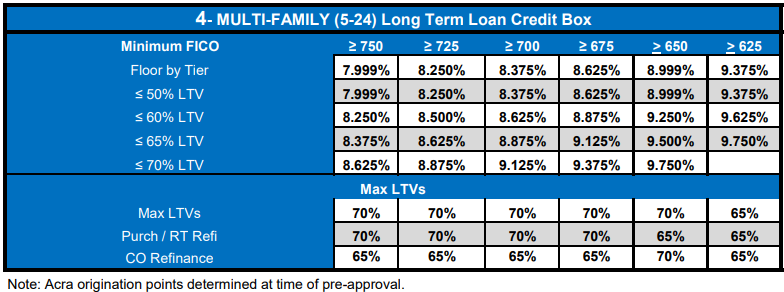 4- MULTI-FAMILY (5-24) Long Term Loan Credit Box
Minimum FICO ≥ 750 ≥ 725 ≥ 700 ≥ 675 ≥ 650 ≥ 625
Floor by Tier 7.999% 8.250% 8.375% 8.625% 8.999% 9.375%
≤ 50% LTV 7.999% 8.250% 8.375% 8.625% 8.999% 9.375%
≤ 60% LTV 8.250% 8.500% 8.625% 8.875% 9.250% 9.625%
≤ 65% LTV 8.375% 8.625% 8.875% 9.125% 9.500% 9.750%
≤ 70% LTV 8.625% 8.875% 9.125% 9.375% 9.750%
Max LTVs
Max LTVs 70% 70% 70% 70% 70% 65%
Purch / RT Refi 70% 70% 70% 70% 65% 65%
CO Refinance 65% 65% 65% 65% 70% 65%
Note: Acra origination points determined at time of pre-approval.